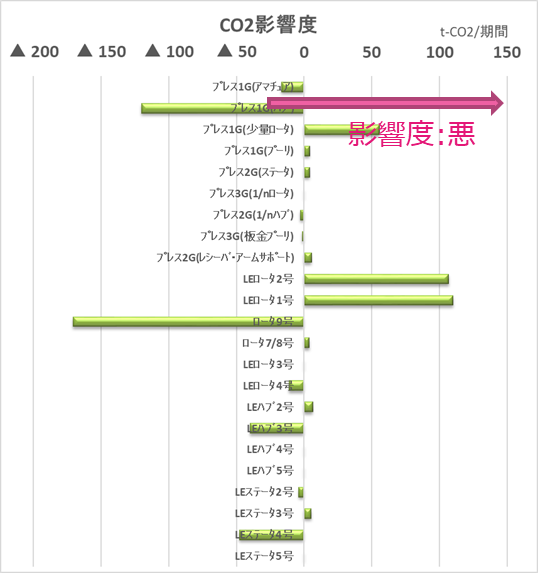 CO2影響度
t-CO2/期間
▲ 200 ▲ 150 ▲ 100 ▲ 50 0 50 100 150
ﾌﾟﾚｽ1G(ｱﾏﾁｭｱ)
影響度:悪
ﾌﾟﾚｽ1G(少量ﾛｰﾀ)
ﾌﾟﾚｽ1G(ﾌﾟｰﾘ)
ﾌﾟﾚｽ2G(ｽﾃｰﾀ)
ﾌﾟﾚｽ3G(1/nﾛｰﾀ)
ﾌﾟﾚｽ2G(1/nﾊﾌﾞ)
ﾌﾟﾚｽ3G(板金ﾌﾟｰﾘ)
ﾌﾟﾚｽ2G(ﾚｼｰﾊﾞ・ｱｰﾑｻﾎﾟｰﾄ)
LEﾛｰﾀ2号
LEﾛｰﾀ1号
ﾛｰﾀ9号
ﾛｰﾀ7/8号
LEﾛｰﾀ3号
LEﾛｰﾀ4号
LEﾊﾌﾞ2号
LEﾊﾌﾞ3号
LEﾊﾌﾞ4号
LEﾊﾌﾞ5号
LEｽﾃｰﾀ2号
LEｽﾃｰﾀ3号
LEｽﾃｰﾀ4号
LEｽﾃｰﾀ5号